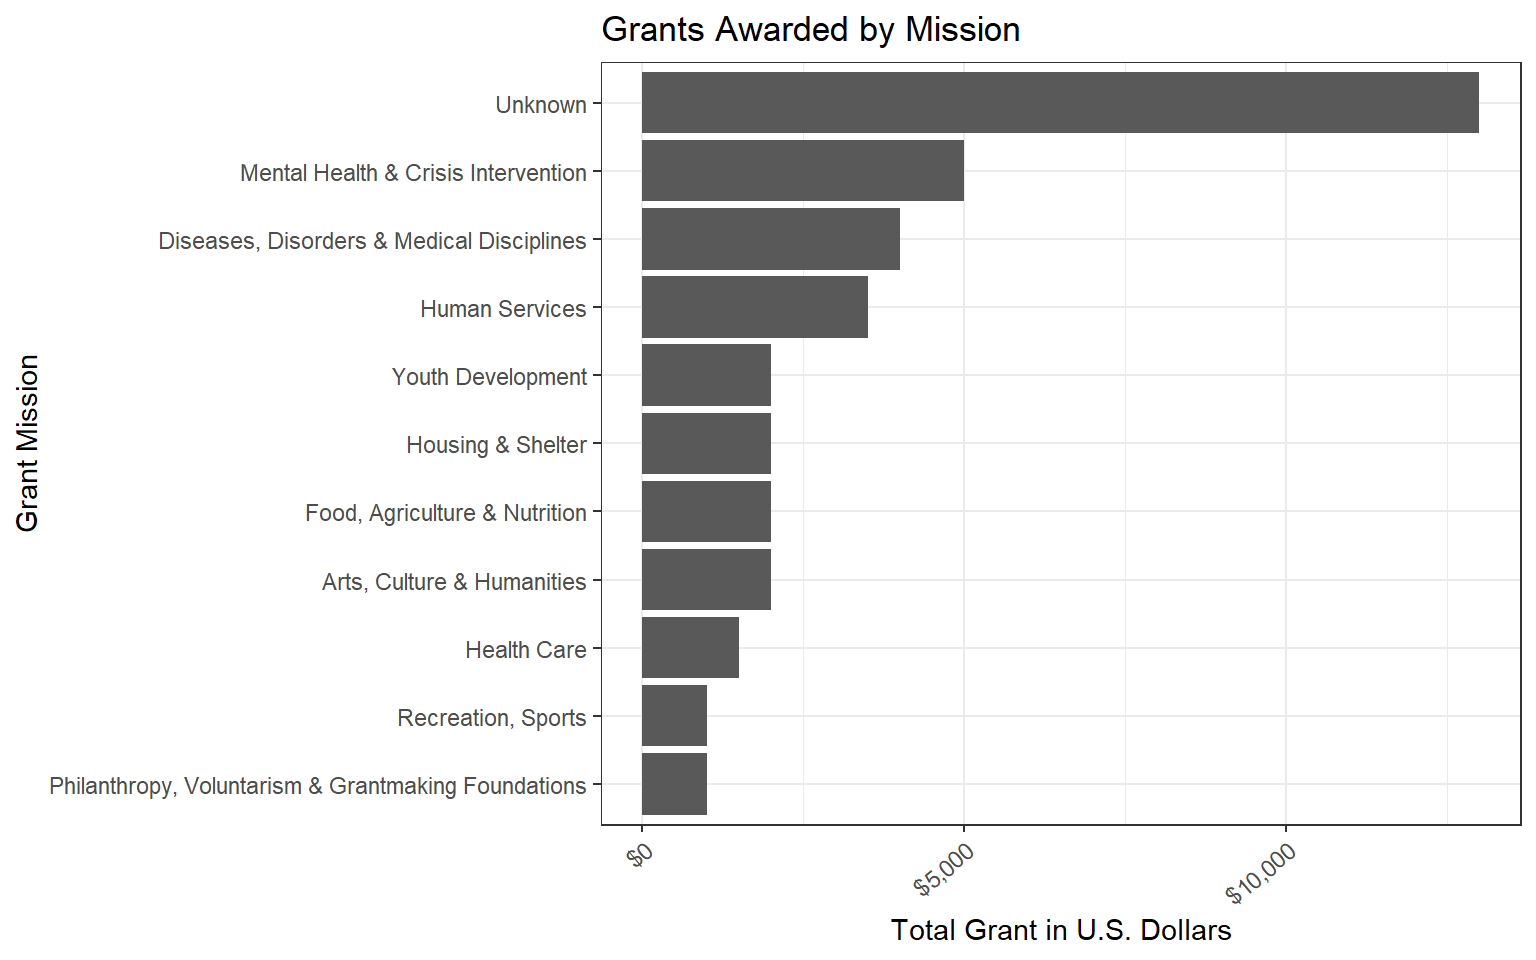 Grants Awarded by Mission
Grant Mission
Unknown
Mental Health & Crisis Intervention
Diseases, Disorders & Medical Disciplines
Human Services
Youth Development
Housing & Shelter
Food, Agriculture & Nutrition
Arts, Culture & Humanities
Health Care
Recreation, Sports
Philanthropy, Voluntarism & Grantmaking Foundations
$0
$5,000
$10,000
Total Grant in U.S. Dollars